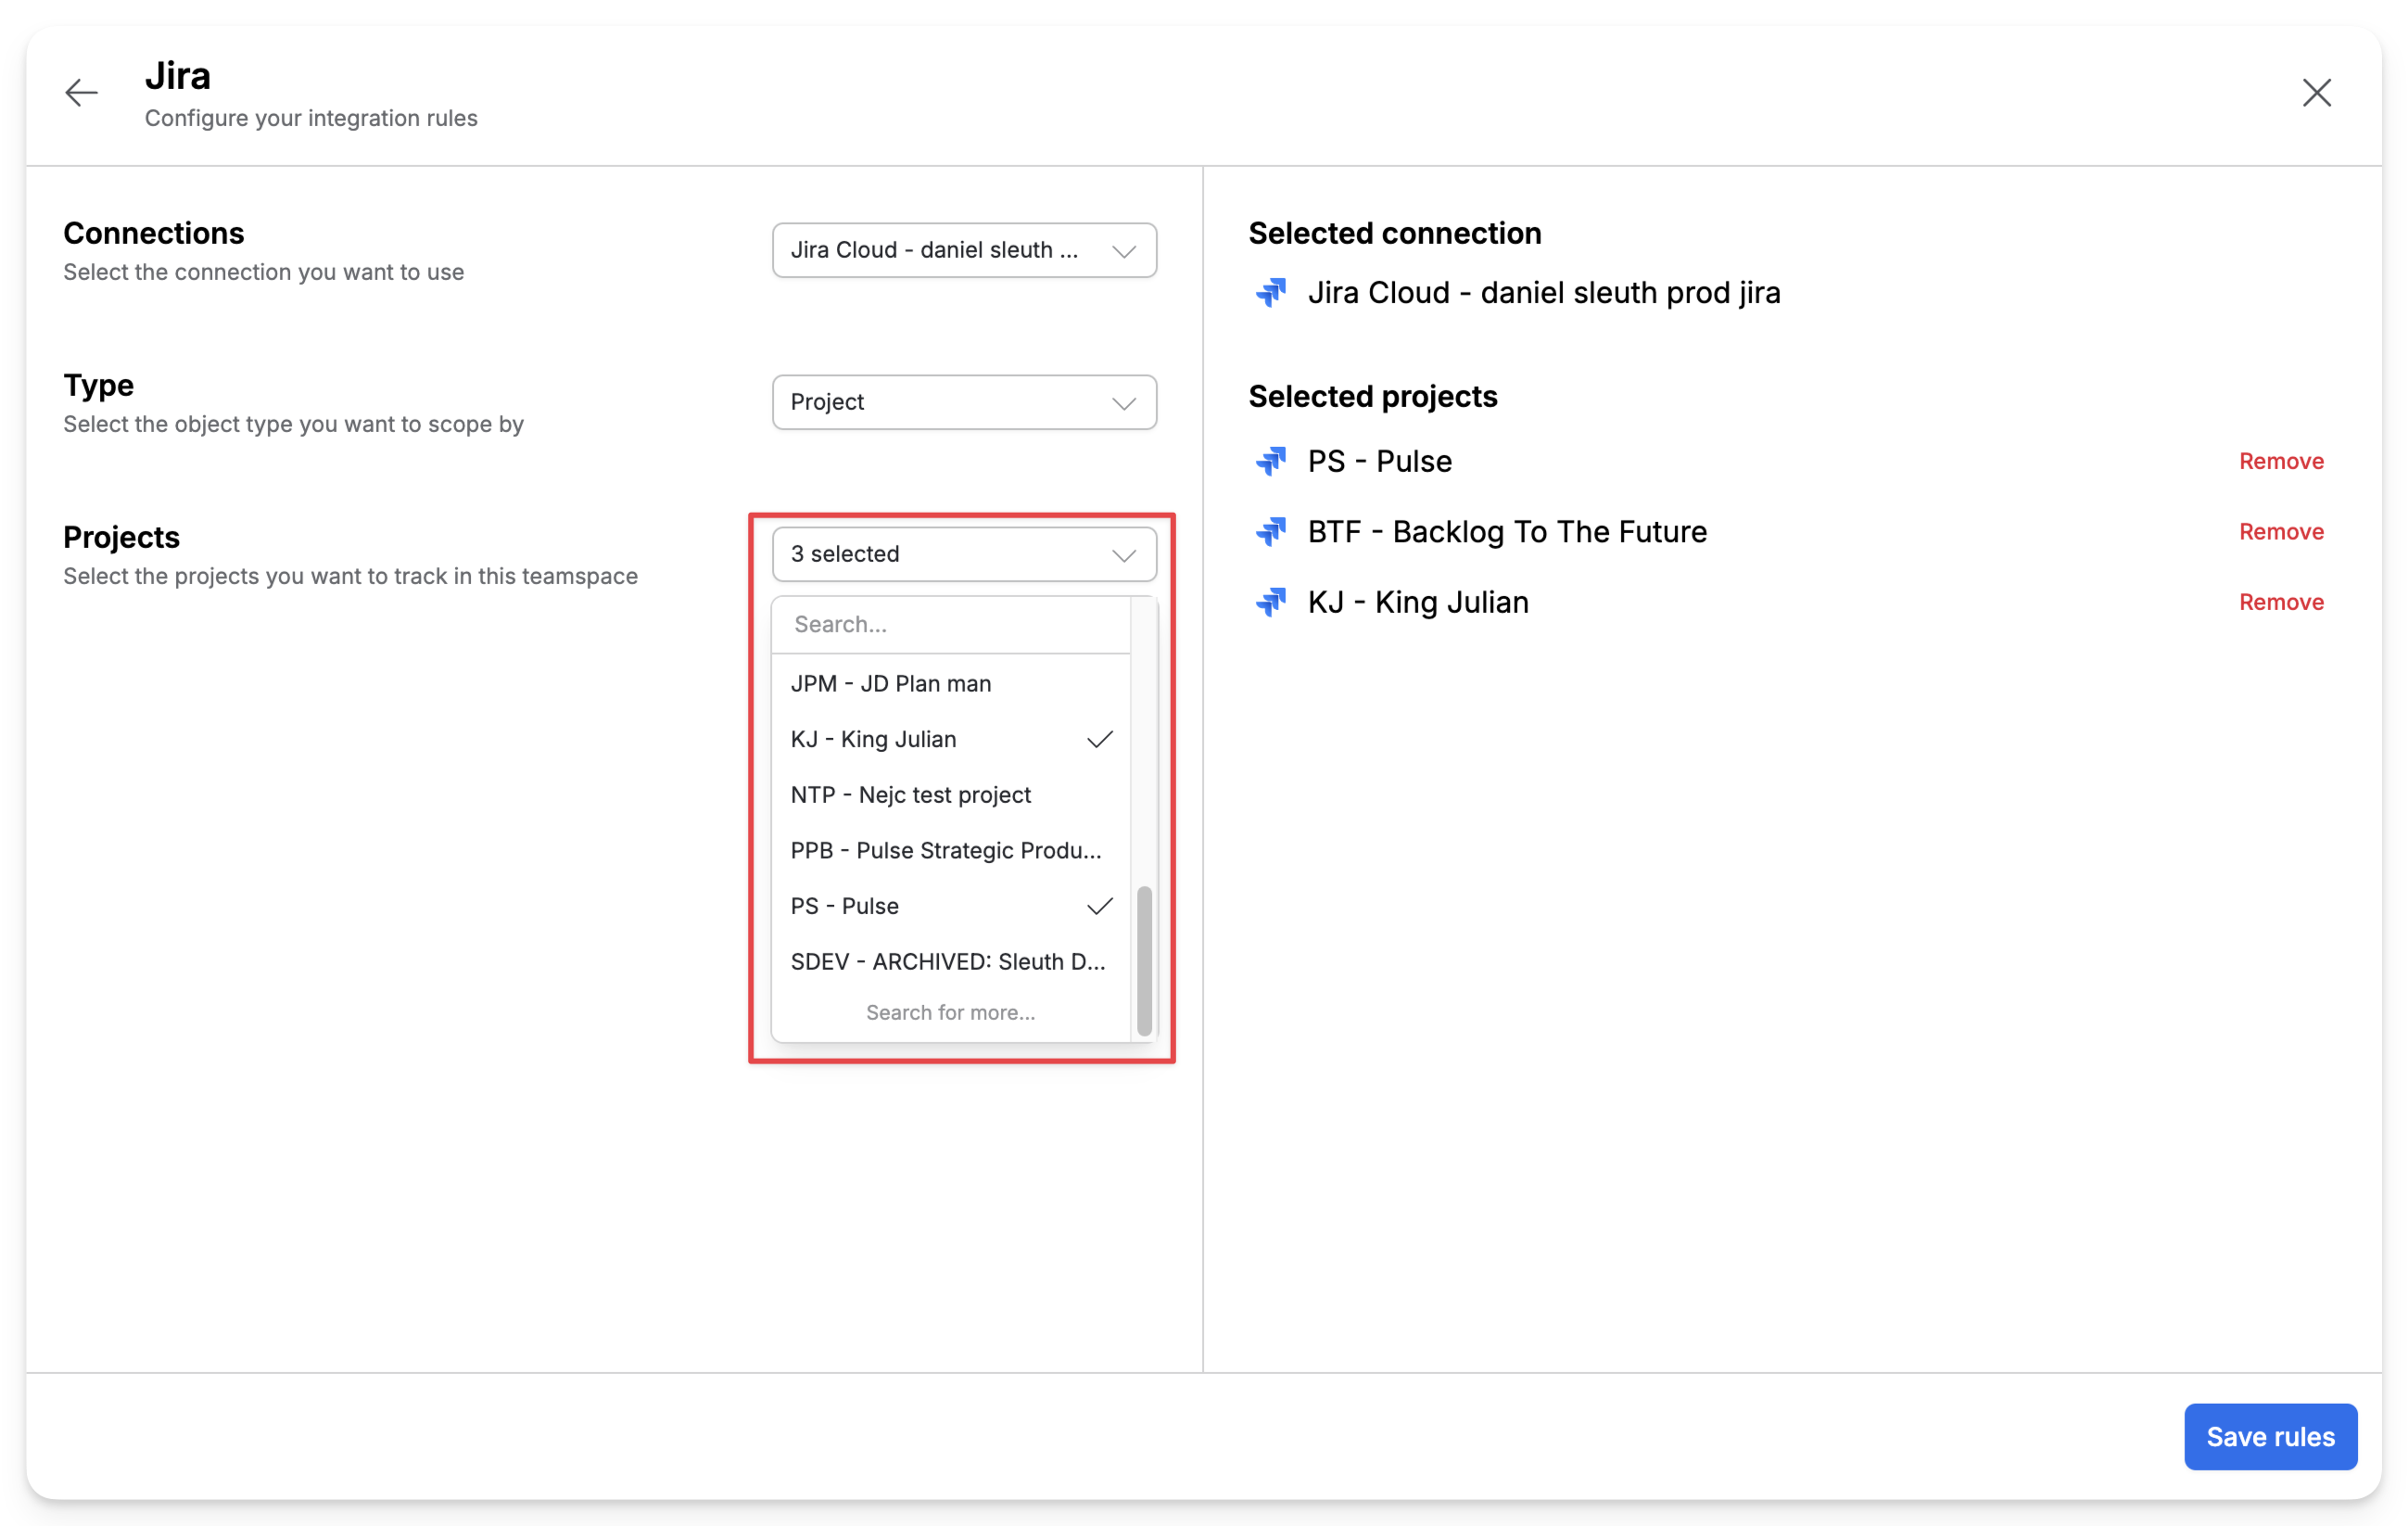 Jira
Configure your integration rules
Connections
Select the connection you want to use
Jira Cloud - daniel sleuth ...
Type
Select the object type you want to scope by
Project
Projects
Select the projects you want to track in this teamspace
3 selected
Search...
JPM - JD Plan man
KJ - King Julian
NTP - Nejc test project
PPB - Pulse Strategic Produ...
PS - Pulse
SDEV - ARCHIVED: Sleuth D...
Search for more...
Selected connection
Jira Cloud - daniel sleuth prod jira
Selected projects
PS - Pulse Remove
BTF - Backlog To The Future Remove
KJ - King Julian Remove
Save rules